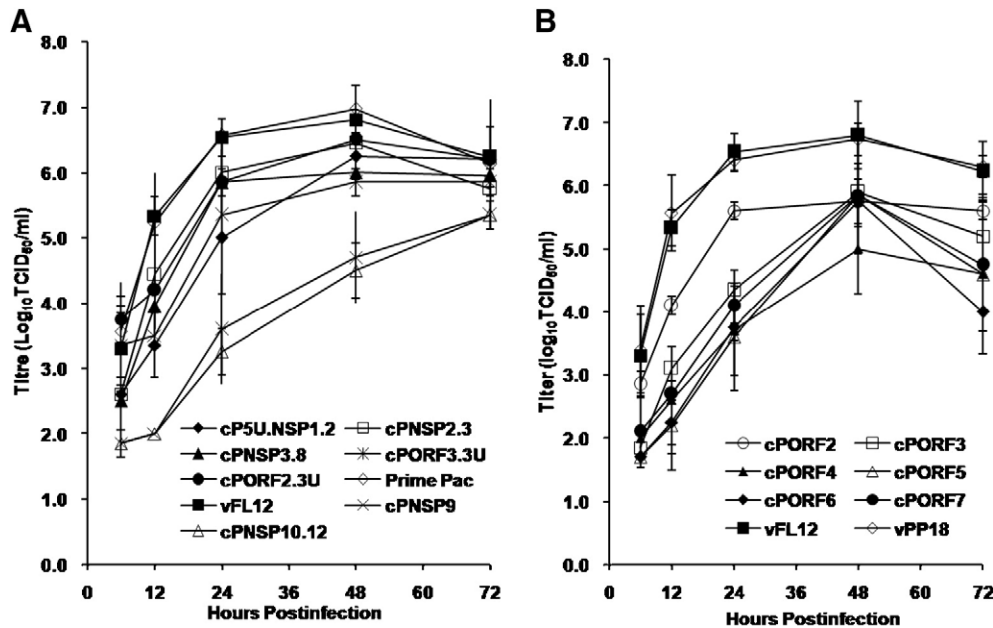 A
Titre (Log10TCID50/ml)
8.0
7.0
6.0
5.0
4.0
3.0
2.0
1.0
0.0
0 12 24 36 48 60 72
Hours Postinfection
cP5U.NSP1.2 cPNSP2.3
cPNSP3.8 cPORF3.3U
cPORF2.3U Prime Pac
vFL12 cPNSP9
cPNSP10.12
B
Titer (log10TCID50/ml)
8.0
7.0
6.0
5.0
4.0
3.0
2.0
1.0
0.0
0 12 24 36 48 60 72
Hours Postinfection
cPORF2 cPORF3
cPORF4 cPORF5
cPORF6 cPORF7
vFL12 vPP18